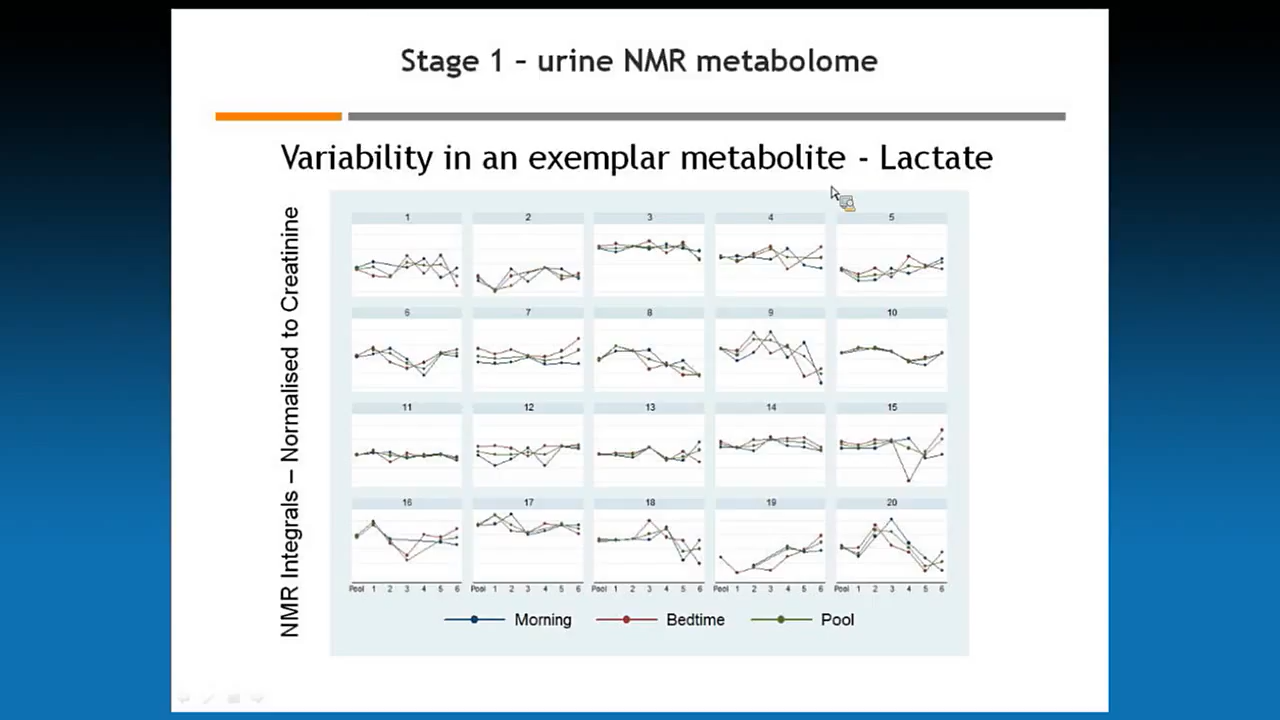 Stage 1 – urine NMR metabolome
Variability in an exemplar metabolite - Lactate
NMR Integrals – Normalised to Creatinine
1 2 3 4 5
6 7 8 9 10
11 12 13 14 15
16 17 18 19 20
Pool 1 2 3 4 5 6 Pool 1 2 3 4 5 6 Pool 1 2 3 4 5 6 Pool 1 2 3 4 5 6 Pool 1 2 3 4 5 6
Morning Bedtime Pool